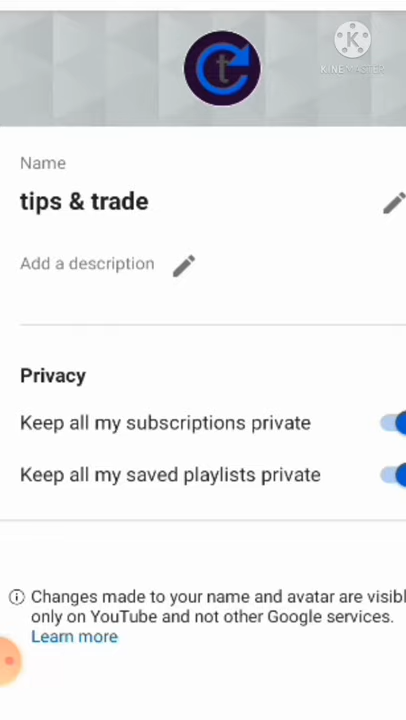 t
KINEMASTER
Name
tips & trade
Add a description
Privacy
Keep all my subscriptions private
Keep all my saved playlists private
Changes made to your name and avatar are visibl
only on YouTube and not other Google services.
Learn more